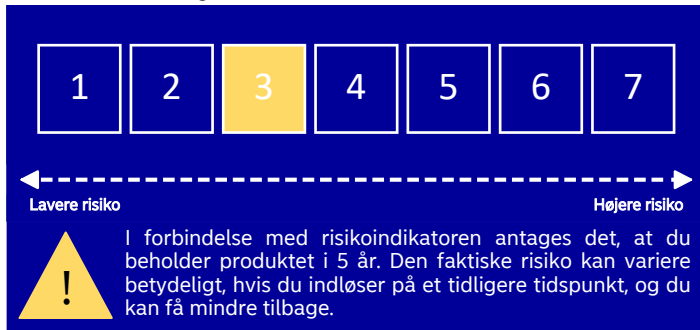 1 2 3 4 5 6 7
Lavere risiko Højere risiko
I forbindelse med risikoindikatoren antages det, at du
beholder produktet i 5 år. Den faktiske risiko kan variere
betydeligt, hvis du indløser på et tidligere tidspunkt, og du
kan få mindre tilbage.
!